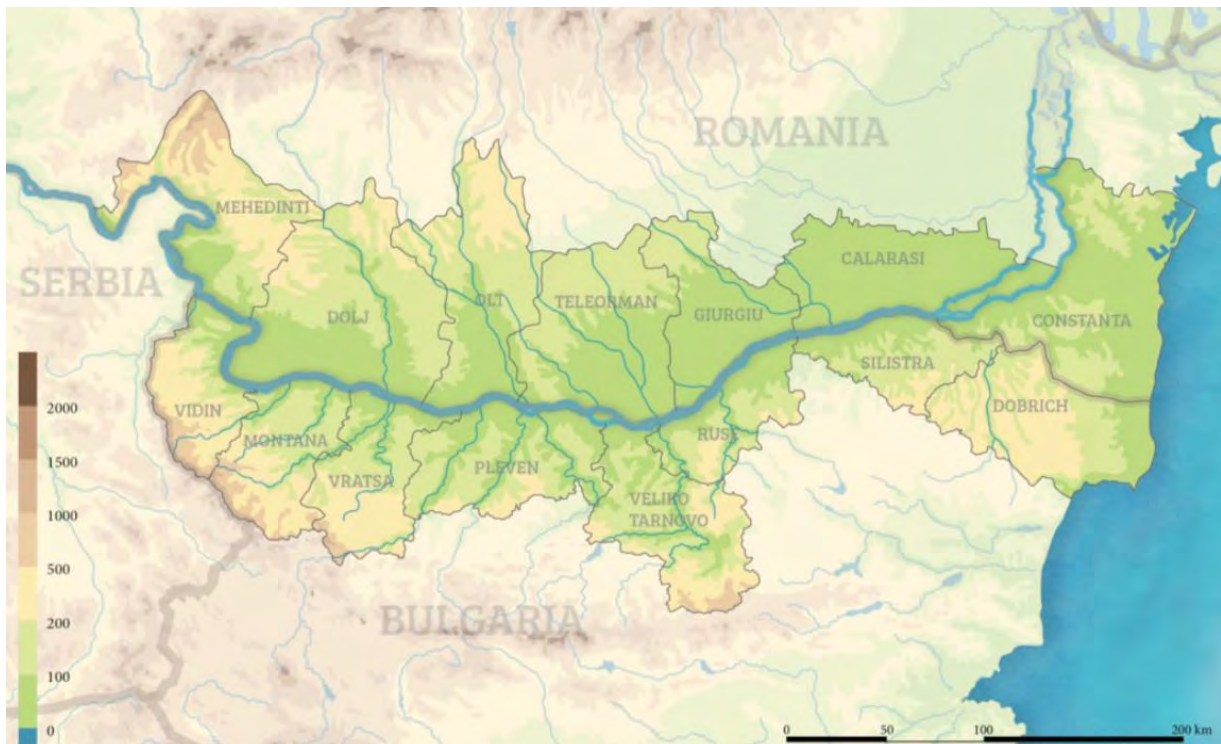 ROMANIA
MEHEDINTI
SERBIA
CALARASI
OLT
TELEORMAN
DOLJ
GIURGIU
CONSTANTA
SILISTRA
DOBRICH
VIDIN
MONTANA
RUSE
PLEVEN
VRATSA
VELIKO
TARNOVO
BULGARIA
2000
1500
1000
500
200
100
0
0 50 100 200 km